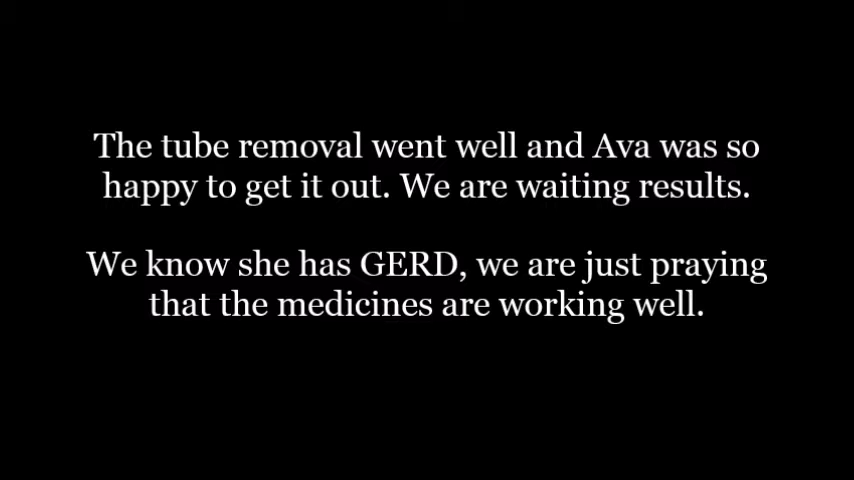 The tube removal went well and Ava was so
happy to get it out. We are waiting results.
We know she has GERD, we are just praying
that the medicines are working well.